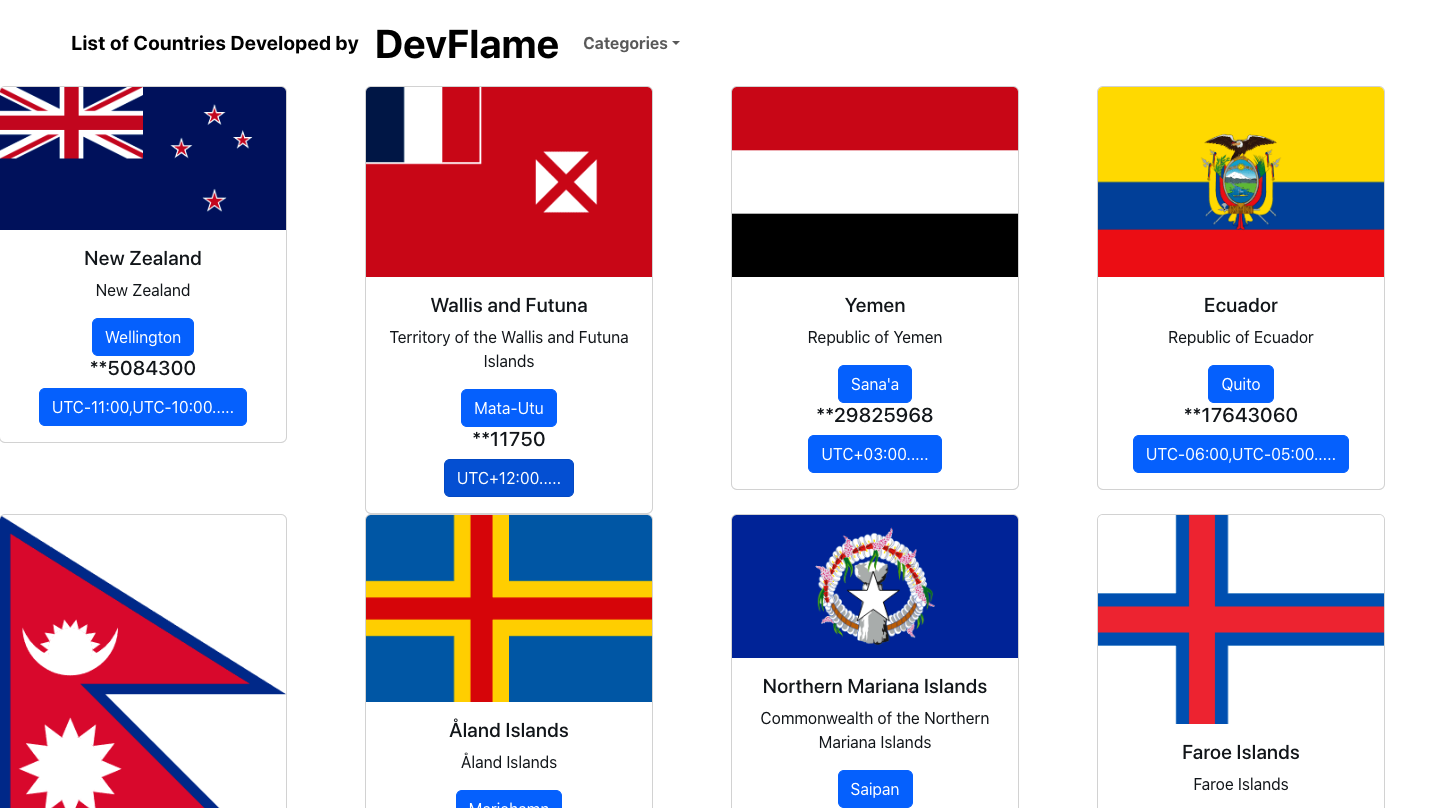 List of Countries Developed by DevFlame Categories
New Zealand
New Zealand
Wellington
**5084300
UTC-11:00,UTC-10:00.....
Wallis and Futuna
Territory of the Wallis and Futuna
Islands
Mata-Utu
**11750
UTC+12:00.....
Yemen
Republic of Yemen
Sana'a
**29825968
UTC+03:00.....
Ecuador
Republic of Ecuador
Quito
**17643060
UTC-06:00,UTC-05:00.....
Åland Islands
Åland Islands
Mariehamn
Northern Mariana Islands
Commonwealth of the Northern
Mariana Islands
Saipan
Faroe Islands
Faroe Islands